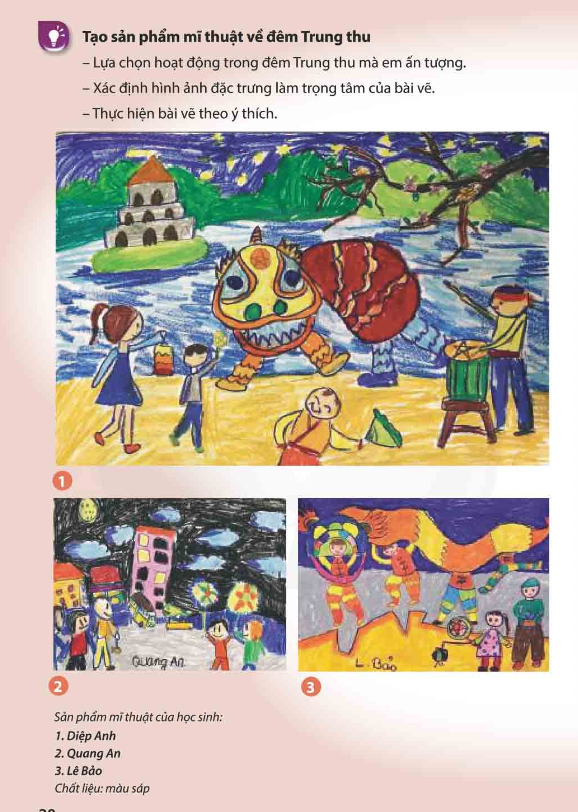 Tạo sản phẩm mĩ thuật về đêm Trung thu
– Lựa chọn hoạt động trong đêm Trung thu mà em ấn tượng.
– Xác định hình ảnh đặc trưng làm trọng tâm của bài vẽ.
– Thực hiện bài vẽ theo ý thích.
1
Quang An
L. Bảo
2
3
Sản phẩm mĩ thuật của học sinh:
1. Diệp Anh
2. Quang An
3. Lê Bảo
Chất liệu: màu sáp